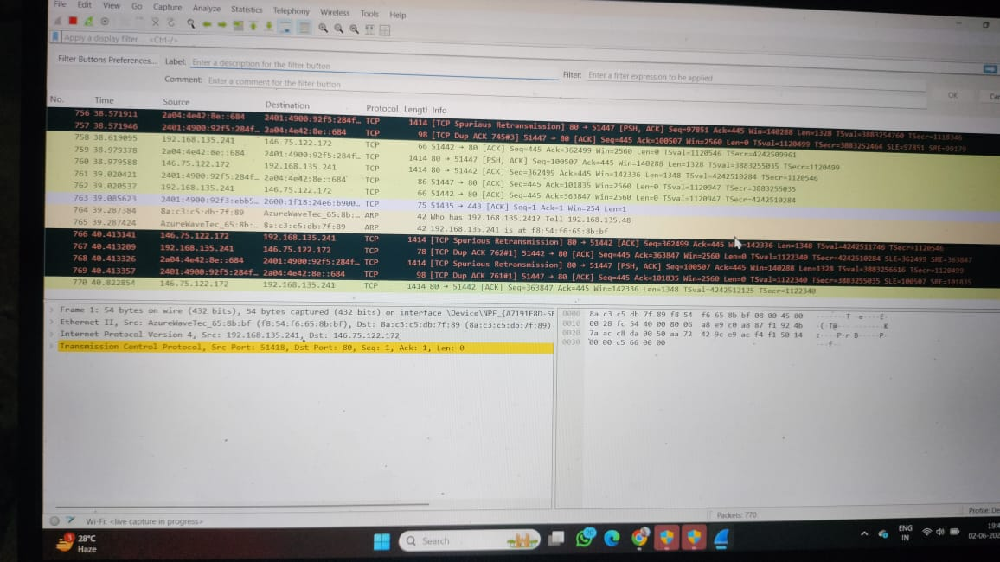 File Edit View Go Capture Analyze Statistics Telephony Wireless Tools Help
Apply a display filter ... <Ctrl-/>
Filter Buttons Preferences... Label: Enter a description for the filter button Filter: Enter a filter expression to be applied
Comment: Enter a comment for the filter button OK
No. Time Source Destination Protocol Length Info
756 38.571911 2a04:4e42:8e::684 2401:4900:92f5:284f… TCP 1414 [TCP Spurious Retransmission] 80 → 51447 [PSH, ACK] Seq=97851 Ack=445 Win=140288 Len=1328 TSval=3883254760 TSecr=1118346
757 38.571946 2401:4900:92f5:284f… 2a04:4e42:8e::684 TCP 98 [TCP Dup ACK 745#3] 51447 → 80 [ACK] Seq=445 Ack=100507 Win=2560 Len=0 TSval=1120499 TSecr=3883252464 SLE=97851 SRE=99179
758 38.619095 192.168.135.241 146.75.122.172 TCP 66 51442 → 80 [ACK] Seq=445 Ack=362499 Win=2560 Len=0 TSval=1120546 TSecr=4242509961
759 38.979378 2a04:4e42:8e::684 2401:4900:92f5:284f… TCP 1414 80 → 51447 [PSH, ACK] Seq=100507 Ack=445 Win=140288 Len=1328 TSval=3883255035 TSecr=1120499
760 38.979588 146.75.122.172 192.168.135.241 TCP 1414 80 → 51442 [ACK] Seq=362499 Ack=445 Win=142336 Len=1348 TSval=4242510284 TSecr=1120546
761 39.020421 2401:4900:92f5:284f… 2a04:4e42:8e::684 TCP 86 51447 → 80 [ACK] Seq=445 Ack=101835 Win=2560 Len=0 TSval=1120947 TSecr=3883255035
762 39.020537 192.168.135.241 146.75.122.172 TCP 66 51442 → 80 [ACK] Seq=445 Ack=363847 Win=2560 Len=0 TSval=1120947 TSecr=4242510284
763 39.085623 2401:4900:92f3:ebb5… 2600:1f18:24e6:b900… TCP 75 51435 → 443 [ACK] Seq=1 Ack=1 Win=254 Len=1
764 39.287384 8a:c3:c5:db:7f:89 AzureWaveTec_65:8b:… ARP 42 Who has 192.168.135.241? Tell 192.168.135.48
765 39.287424 AzureWaveTec_65:8b:… 8a:c3:c5:db:7f:89 ARP 42 192.168.135.241 is at f8:54:f6:65:8b:bf
766 40.413141 146.75.122.172 192.168.135.241 TCP 1414 [TCP Spurious Retransmission] 80 → 51442 [ACK] Seq=362499 Ack=445 Win=142336 Len=1348 TSval=4242511746 TSecr=1120546
767 40.413209 192.168.135.241 146.75.122.172 TCP 78 [TCP Dup ACK 762#1] 51442 → 80 [ACK] Seq=445 Ack=363847 Win=2560 Len=0 TSval=1122340 TSecr=4242510284 SLE=362499 SRE=363847
768 40.413326 2a04:4e42:8e::684 2401:4900:92f5:284f… TCP 1414 [TCP Spurious Retransmission] 80 → 51447 [PSH, ACK] Seq=100507 Ack=445 Win=140288 Len=1328 TSval=3883256616 TSecr=1120499
769 40.413357 2401:4900:92f5:284f… 2a04:4e42:8e::684 TCP 98 [TCP Dup ACK 761#1] 51447 → 80 [ACK] Seq=445 Ack=101835 Win=2560 Len=0 TSval=1122340 TSecr=3883255035 SLE=100507 SRE=101835
770 40.822854 146.75.122.172 192.168.135.241 TCP 1414 80 → 51442 [ACK] Seq=363847 Ack=445 Win=142336 Len=1348 TSval=4242512125 TSecr=1122340
Frame 1: 54 bytes on wire (432 bits), 54 bytes captured (432 bits) on interface \Device\NPF_{A7191E8D-5E
Ethernet II, Src: AzureWaveTec_65:8b:bf (f8:54:f6:65:8b:bf), Dst: 8a:c3:c5:db:7f:89 (8a:c3:c5:db:7f:89)
Internet Protocol Version 4, Src: 192.168.135.241, Dst: 146.75.122.172
Transmission Control Protocol, Src Port: 51418, Dst Port: 80, Seq: 1, Ack: 1, Len: 0
0000 8a c3 c5 db 7f 89 f8 54 f6 65 8b bf 08 00 45 00
0010 00 28 fc 54 40 00 80 06 a8 e9 c0 a8 87 f1 92 4b
0020 7a ac c8 da 00 50 aa 72 42 9c e9 ac f4 f1 50 14
0030 00 00 c5 66 00 00
Wi-Fi: <live capture in progress> Packets: 770 Profile: De
28°C
Haze
Search
ENG
IN
19:4
02-06-202